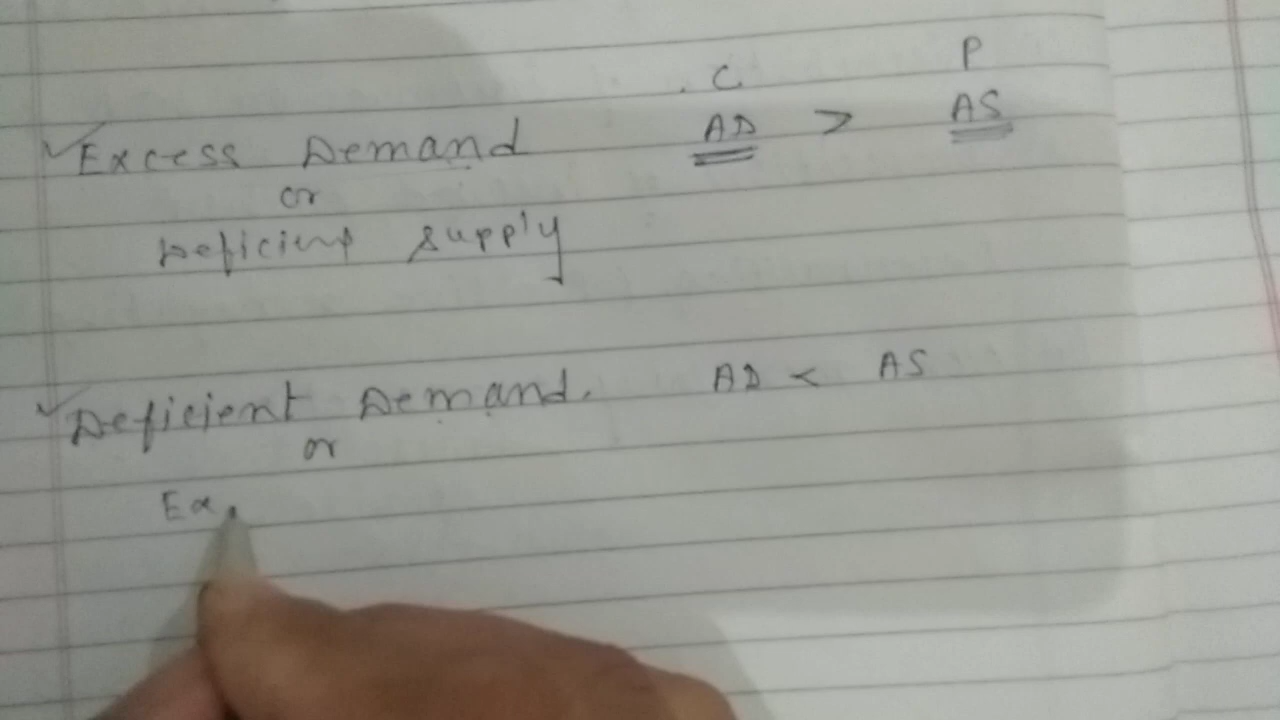 C P
✓Excess Demand AD > AS
or
Deficient supply
✓Deficient Demand. AD < AS
or
Ex